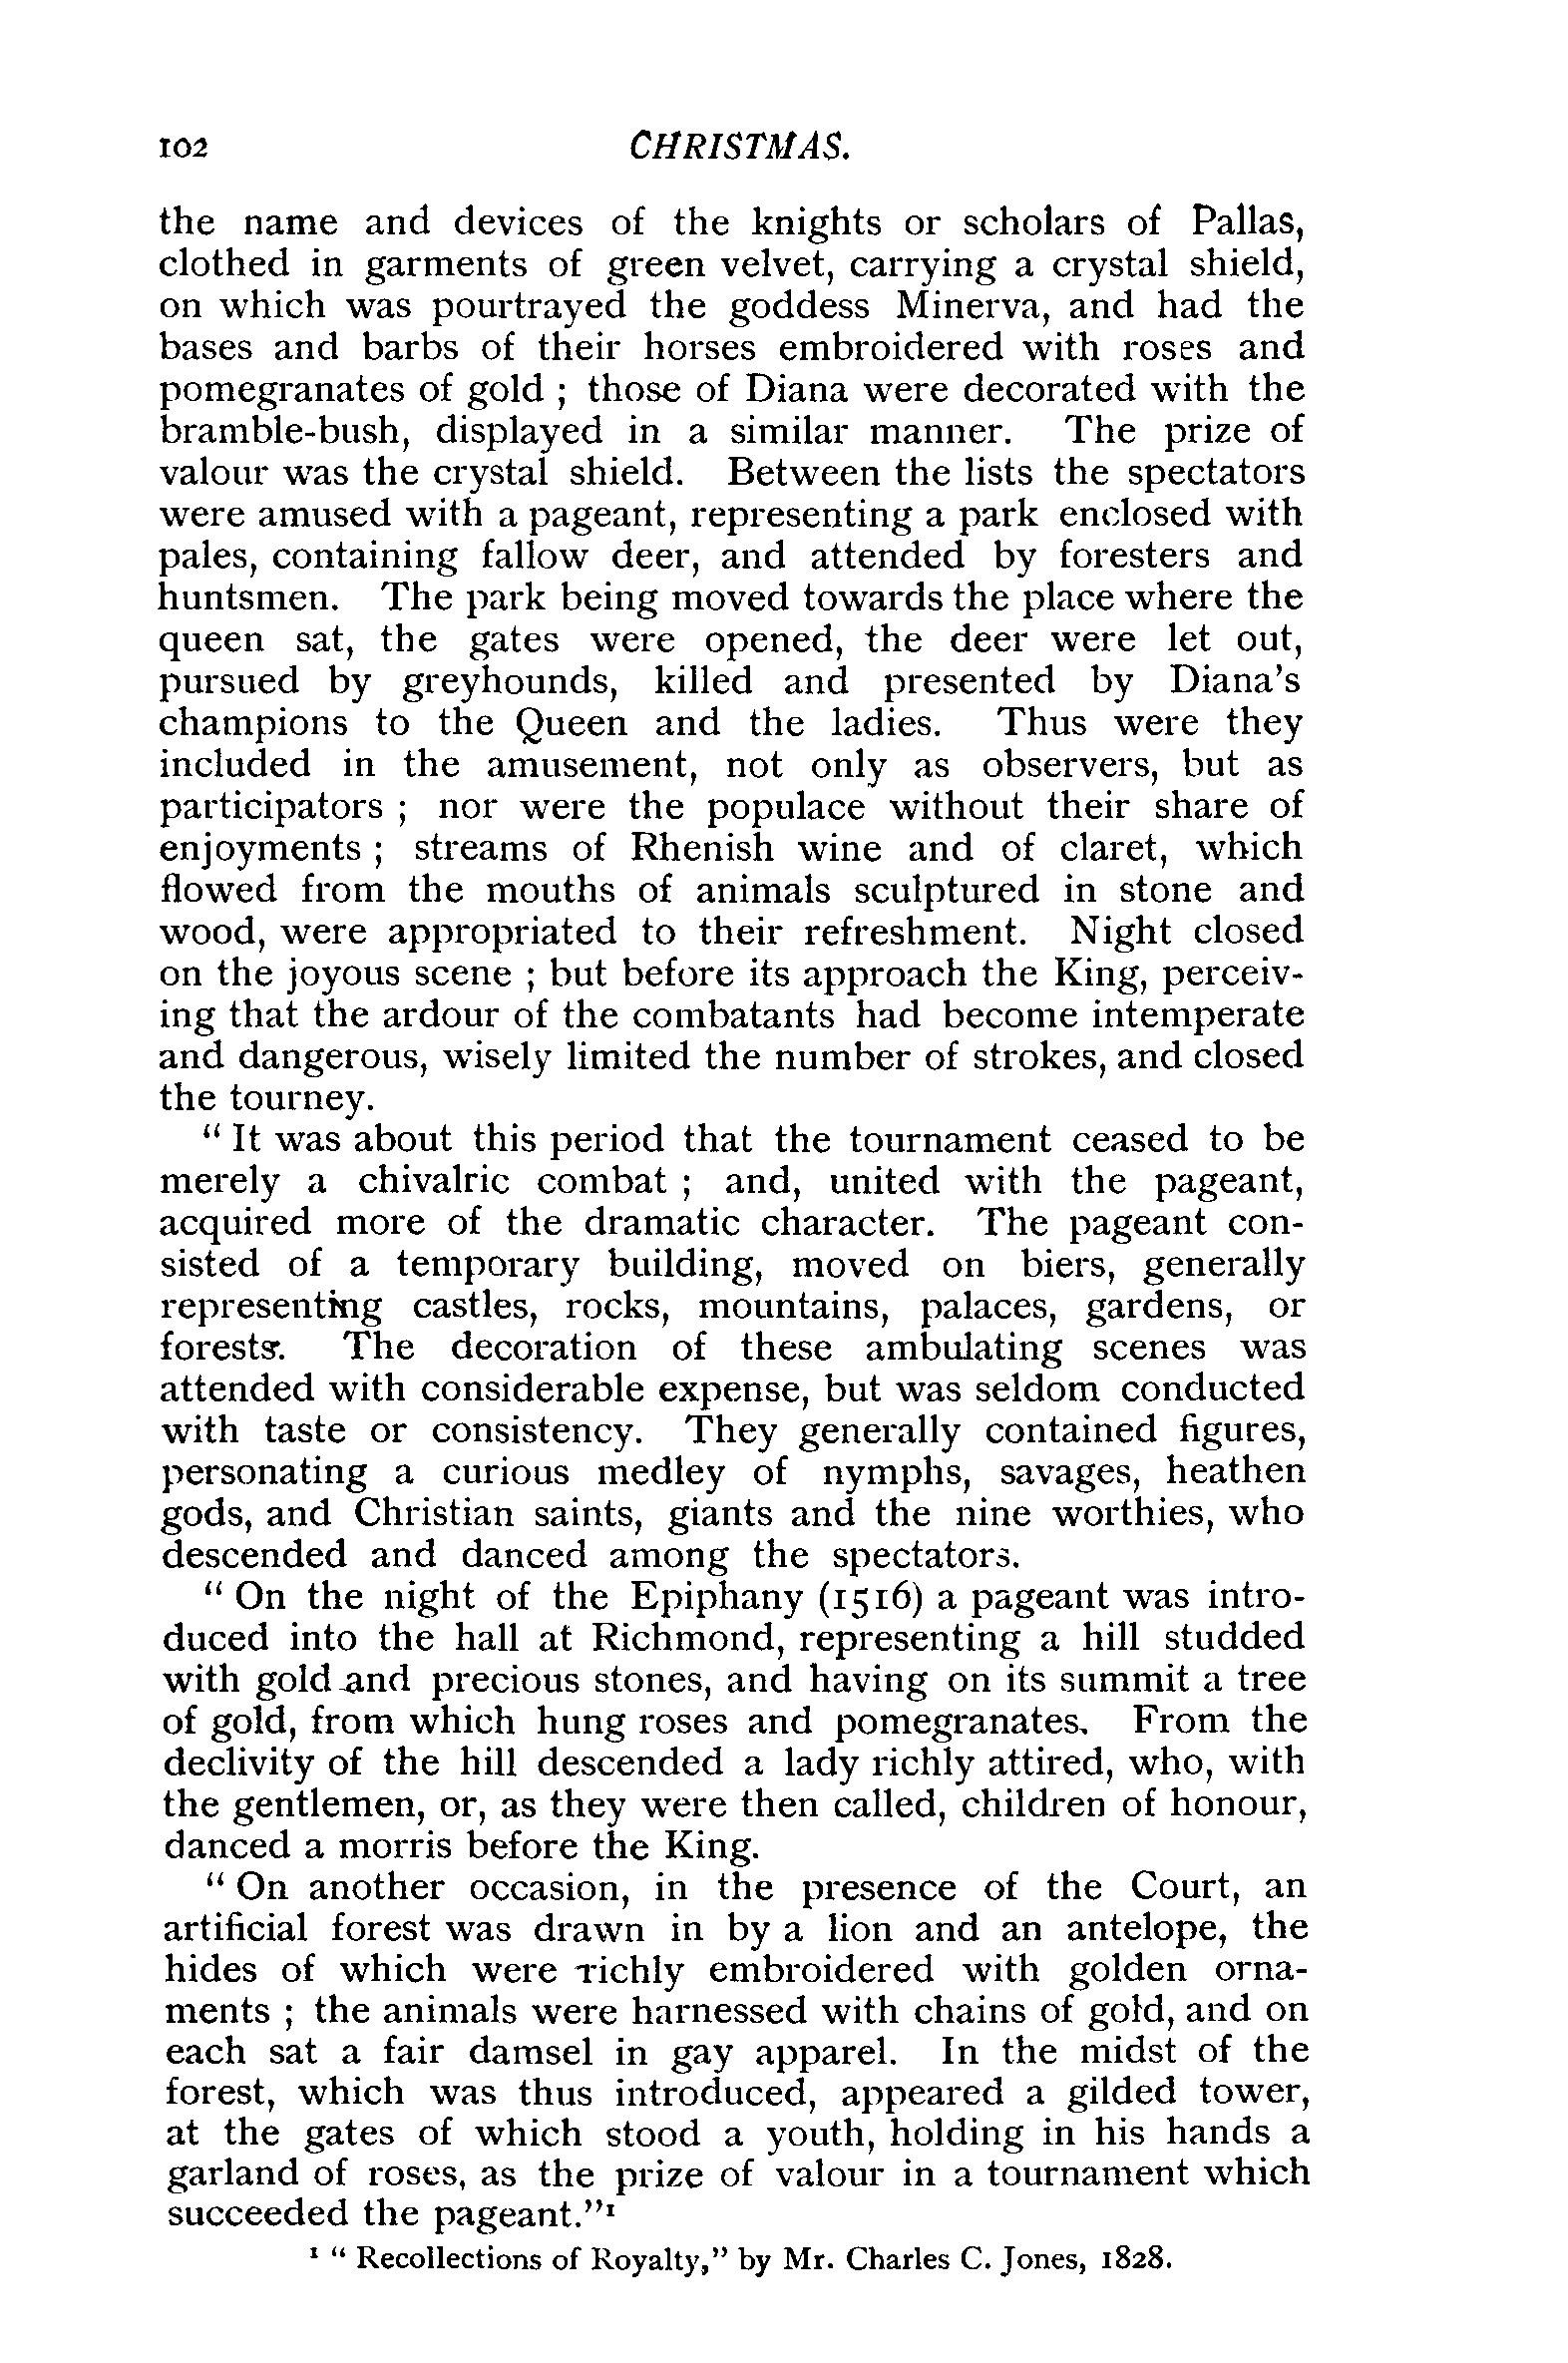 102 CHRISTMAS.
the name and devices of the knights or scholars of Pallas,
clothed in garments of green velvet, carrying a crystal shield,
on which was pourtrayed the goddess Minerva, and had the
bases and barbs of their horses embroidered with roses and
pomegranates of gold ; those of Diana were decorated with the
bramble-bush, displayed in a similar manner. The prize of
valour was the crystal shield. Between the lists the spectators
were amused with a pageant, representing a park enclosed with
pales, containing fallow deer, and attended by foresters and
huntsmen. The park being moved towards the place where the
queen sat, the gates were opened, the deer were let out,
pursued by greyhounds, killed and presented by Diana's
champions to the Queen and the ladies. Thus were they
included in the amusement, not only as observers, but as
participators ; nor were the populace without their share of
enjoyments ; streams of Rhenish wine and of claret, which
flowed from the mouths of animals sculptured in stone and
wood, were appropriated to their refreshment. Night closed
on the joyous scene ; but before its approach the King, perceiv-
ing that the ardour of the combatants had become intemperate
and dangerous, wisely limited the number of strokes, and closed
the tourney.
" It was about this period that the tournament ceased to be
merely a chivalric combat ; and, united with the pageant,
acquired more of the dramatic character. The pageant con-
sisted of a temporary building, moved on biers, generally
representing castles, rocks, mountains, palaces, gardens, or
forests. The decoration of these ambulating scenes was
attended with considerable expense, but was seldom conducted
with taste or consistency. They generally contained figures,
personating a curious medley of nymphs, savages, heathen
gods, and Christian saints, giants and the nine worthies, who
descended and danced among the spectators.
" On the night of the Epiphany (1516) a pageant was intro-
duced into the hall at Richmond, representing a hill studded
with gold and precious stones, and having on its summit a tree
of gold, from which hung roses and pomegranates. From the
declivity of the hill descended a lady richly attired, who, with
the gentlemen, or, as they were then called, children of honour,
danced a morris before the King.
" On another occasion, in the presence of the Court, an
artificial forest was drawn in by a lion and an antelope, the
hides of which were richly embroidered with golden orna-
ments ; the animals were harnessed with chains of gold, and on
each sat a fair damsel in gay apparel. In the midst of the
forest, which was thus introduced, appeared a gilded tower,
at the gates of which stood a youth, holding in his hands a
garland of roses, as the prize of valour in a tournament which
succeeded the pageant."¹
¹ " Recollections of Royalty," by Mr. Charles C. Jones, 1828.